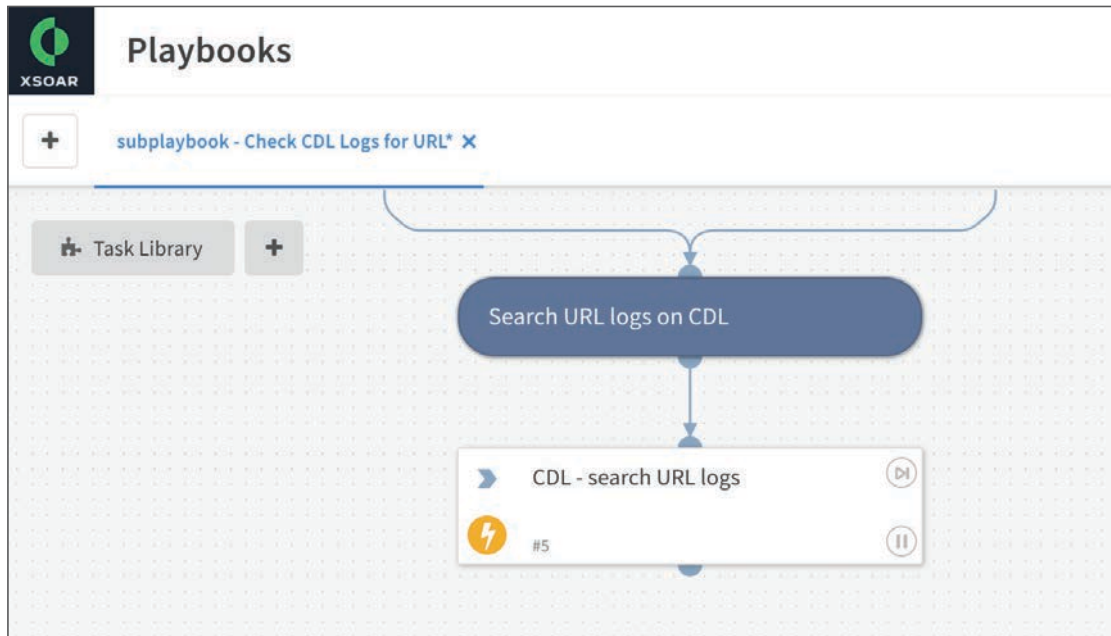 XSOAR
Playbooks
+
subplaybook - Check CDL Logs for URL* ×
Task Library
+
Search URL logs on CDL
CDL - search URL logs
#5